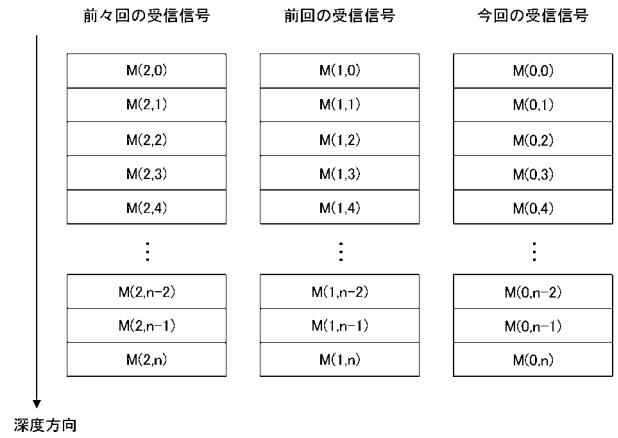 前々回の受信信号 前回の受信信号 今回の受信信号
M(2,0) M(1,0) M(0,0)
M(2,1) M(1,1) M(0,1)
M(2,2) M(1,2) M(0,2)
M(2,3) M(1,3) M(0,3)
M(2,4) M(1,4) M(0,4)
⋮ ⋮ ⋮
M(2,n-2) M(1,n-2) M(0,n-2)
M(2,n-1) M(1,n-1) M(0,n-1)
M(2,n) M(1,n) M(0,n)
深度方向